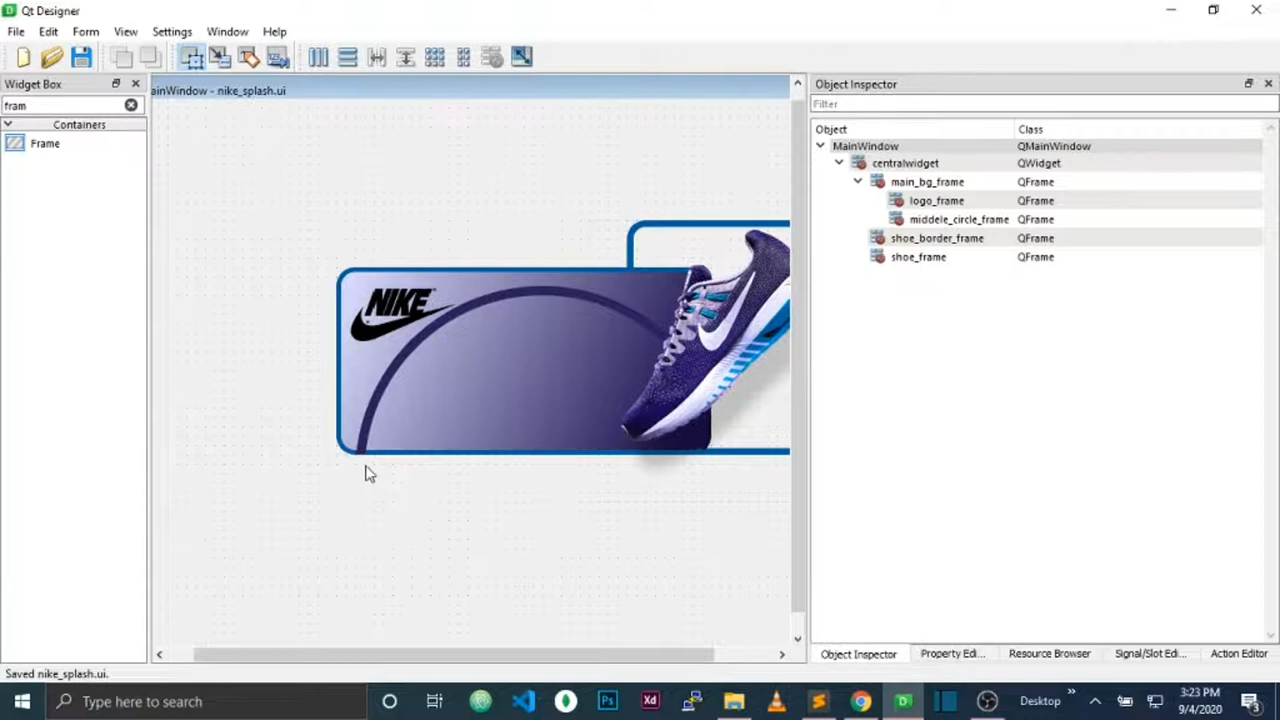 Qt Designer
File Edit Form View Settings Window Help
Widget Box
fram
Containers
Frame
ainWindow - nike_splash.ui
NIKE
Object Inspector
Filter
Object Class
MainWindow QMainWindow
centralwidget QWidget
main_bg_frame QFrame
logo_frame QFrame
middele_circle_frame QFrame
shoe_border_frame QFrame
shoe_frame QFrame
Object Inspector Property Edi... Resource Browser Signal/Slot Edi... Action Editor
Saved nike_splash.ui.
Type here to search
Ps
Xd
Desktop
3:23 PM
9/4/2020
3